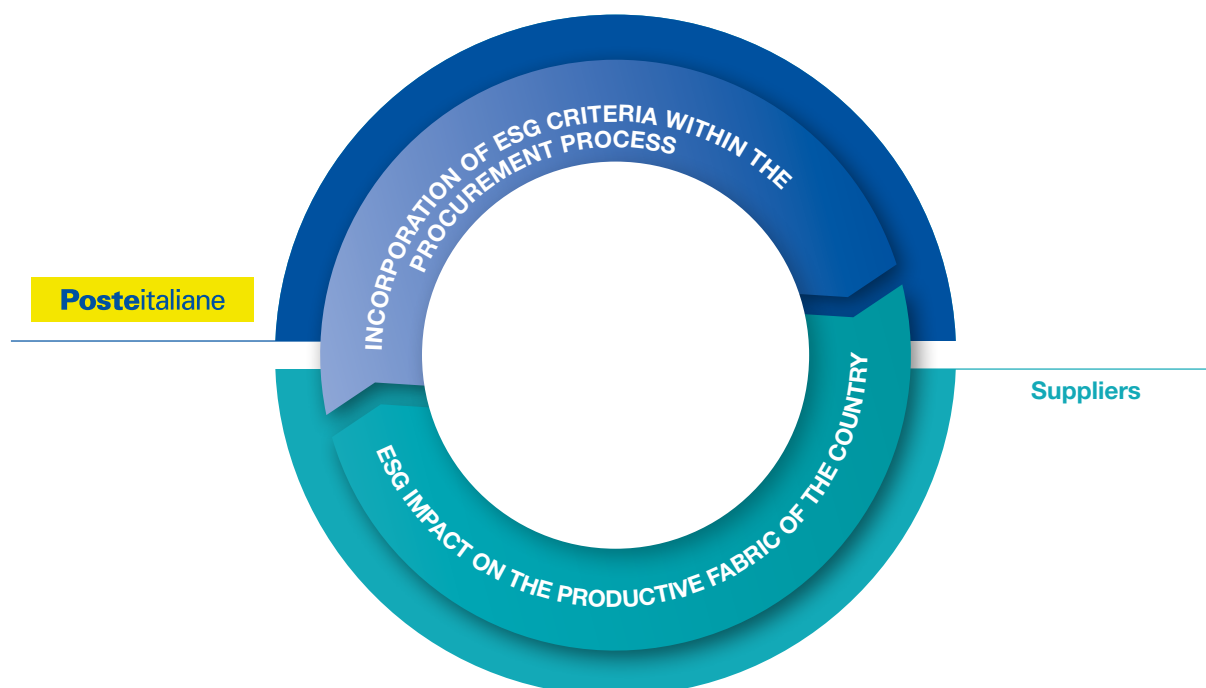 INCORPORATION OF ESG CRITERIA WITHIN THE
PROCUREMENT PROCESS
Posteitaliane
Suppliers
ESG IMPACT ON THE PRODUCTIVE FABRIC OF THE COUNTRY